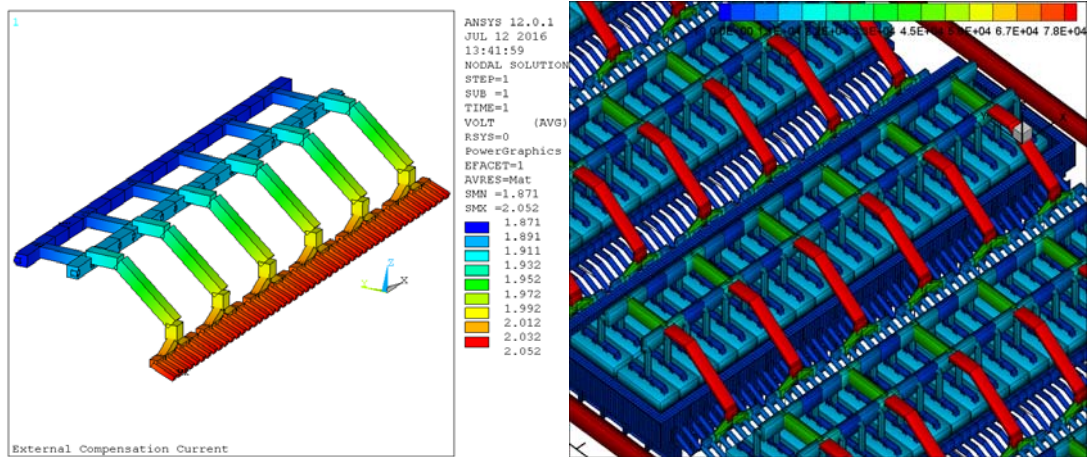 1
ANSYS 12.0.1
JUL 12 2016
13:41:59
NODAL SOLUTION
STEP=1
SUB =1
TIME=1
VOLT (AVG)
RSYS=0
PowerGraphics
EFACET=1
AVRES=Mat
SMN =1.871
SMX =2.052
1.871
1.891
1.911
1.932
1.952
1.972
1.992
2.012
2.032
2.052
Z
X
External Compensation Current
4.5E+04 6.7E+04 7.8E+04